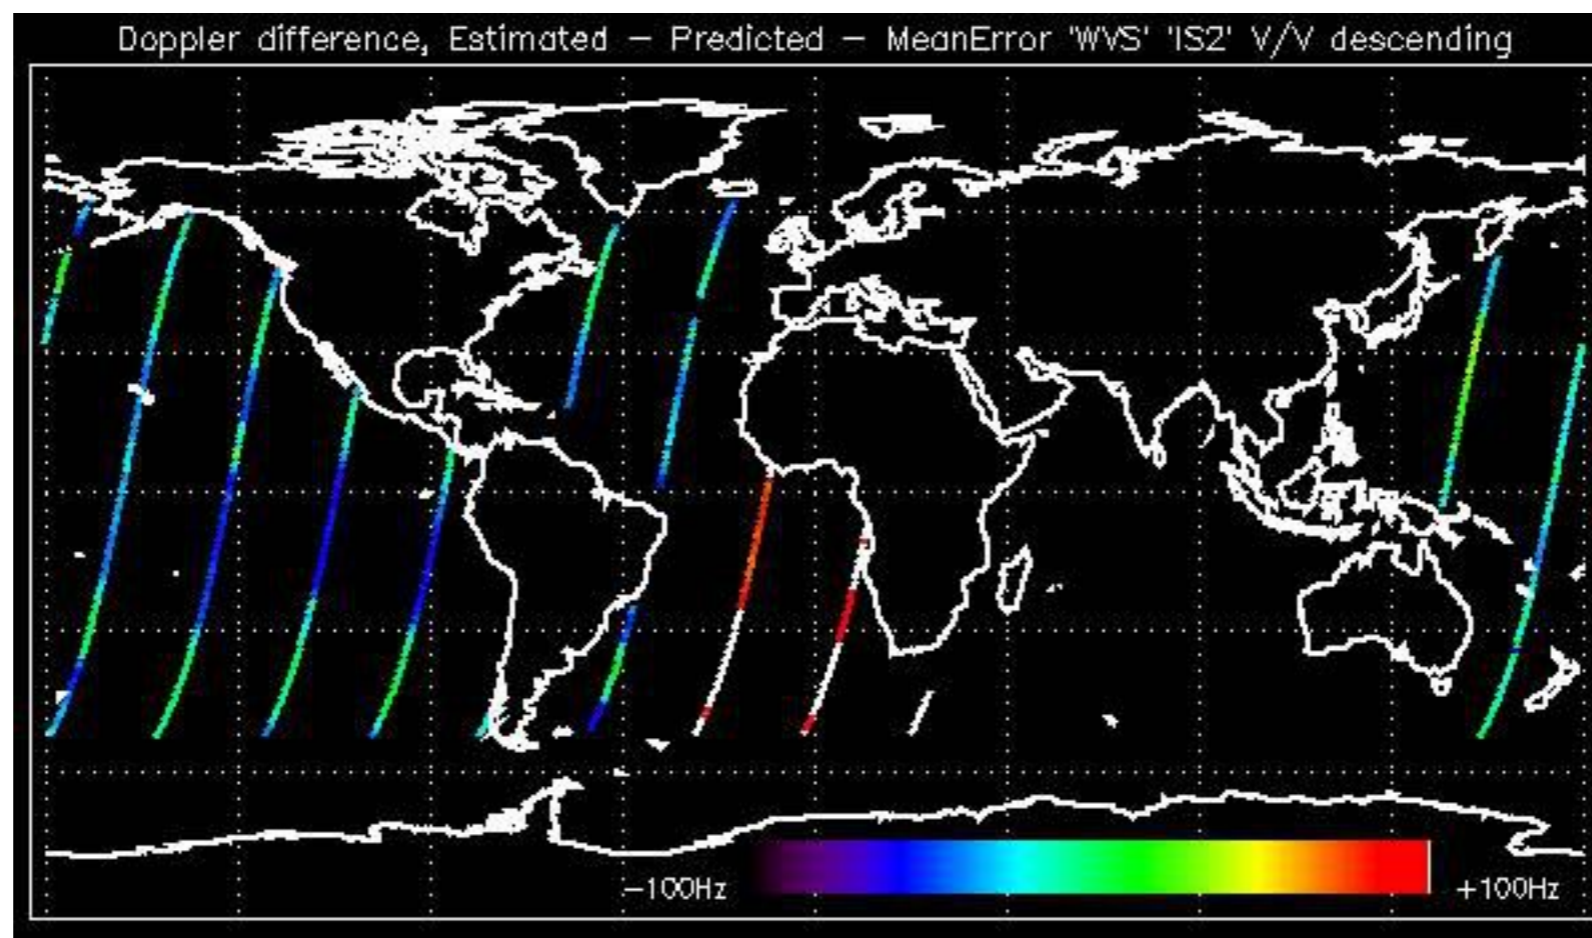 Doppler difference, Estimated – Predicted – MeanError 'WVS' 'IS2' V/V descending
-100Hz
+100Hz